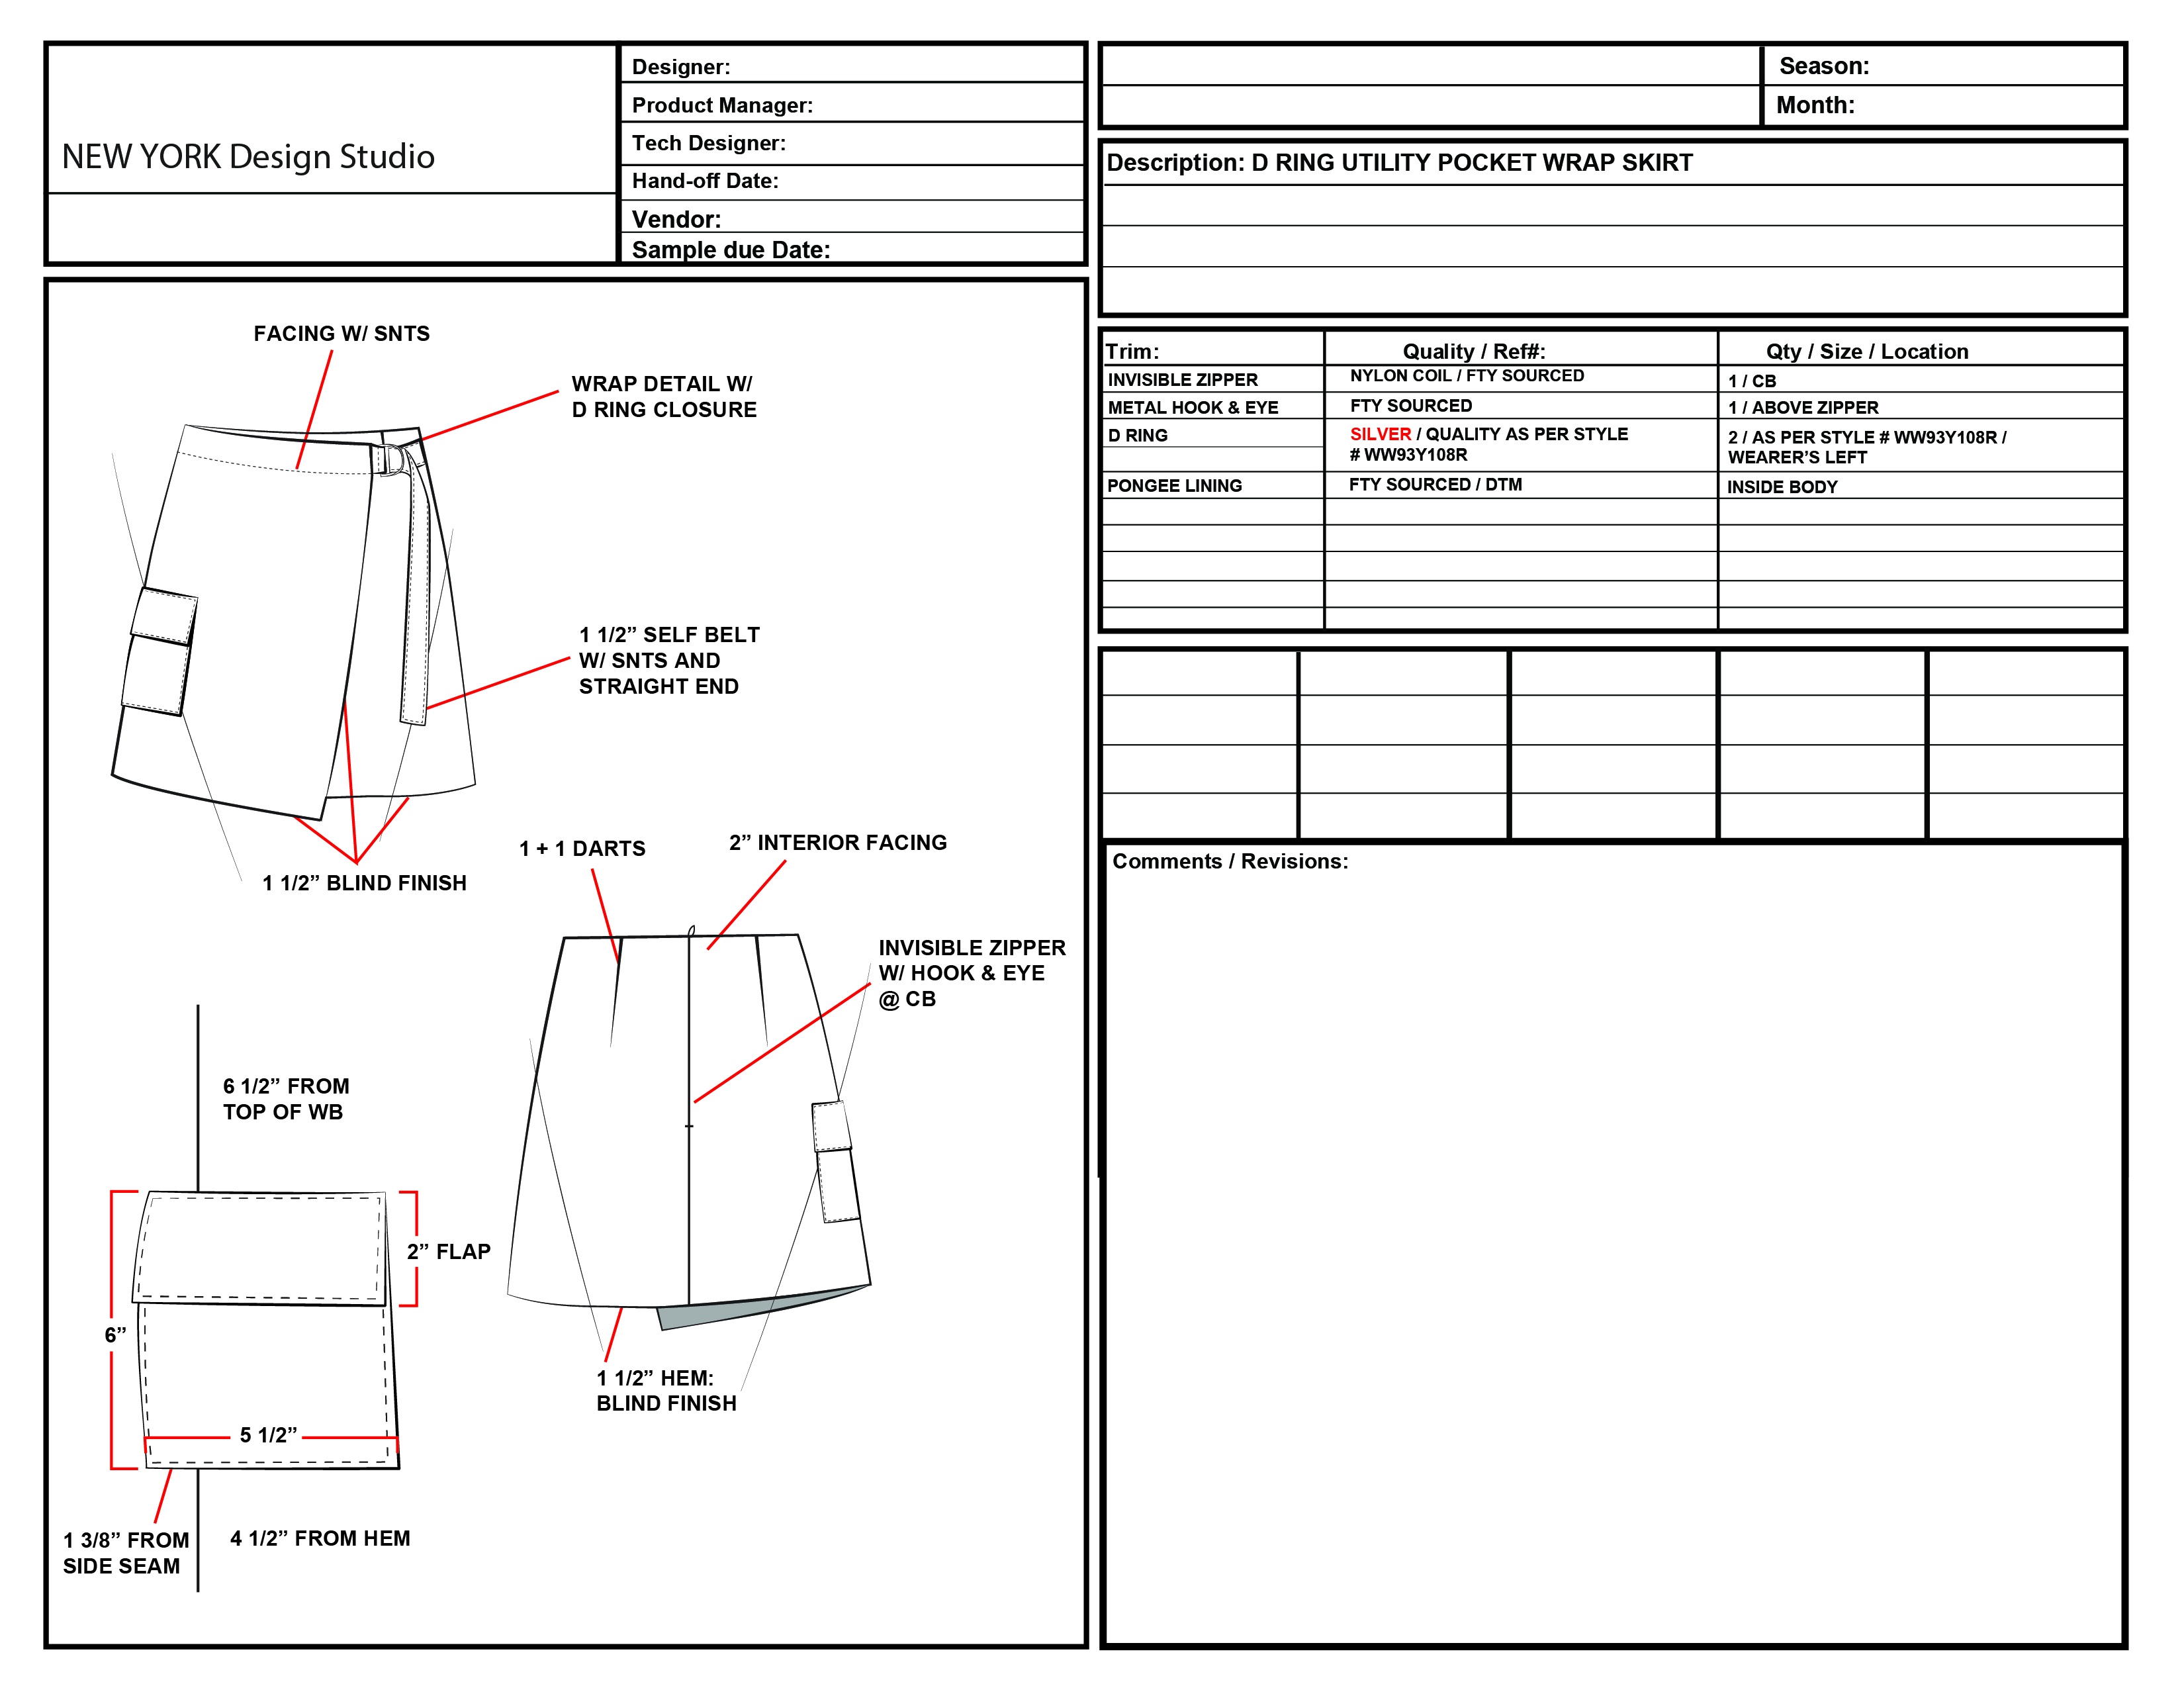 NEW YORK Design Studio
Designer:
Product Manager:
Tech Designer:
Hand-off Date:
Vendor:
Sample due Date:
Season:
Month:
Description: D RING UTILITY POCKET WRAP SKIRT
Trim:
Quality / Ref#:
Qty / Size / Location
INVISIBLE ZIPPER
NYLON COIL / FTY SOURCED
1 / CB
METAL HOOK & EYE
FTY SOURCED
1 / ABOVE ZIPPER
D RING
SILVER / QUALITY AS PER STYLE
# WW93Y108R
2 / AS PER STYLE # WW93Y108R /
WEARER’S LEFT
PONGEE LINING
FTY SOURCED / DTM
INSIDE BODY
Comments / Revisions:
FACING W/ SNTS
WRAP DETAIL W/
D RING CLOSURE
1 1/2” SELF BELT
W/ SNTS AND
STRAIGHT END
1 1/2” BLIND FINISH
1 + 1 DARTS
2” INTERIOR FACING
INVISIBLE ZIPPER
W/ HOOK & EYE
@ CB
6 1/2” FROM
TOP OF WB
2” FLAP
6”
5 1/2”
1 1/2” HEM:
BLIND FINISH
1 3/8” FROM
SIDE SEAM
4 1/2” FROM HEM